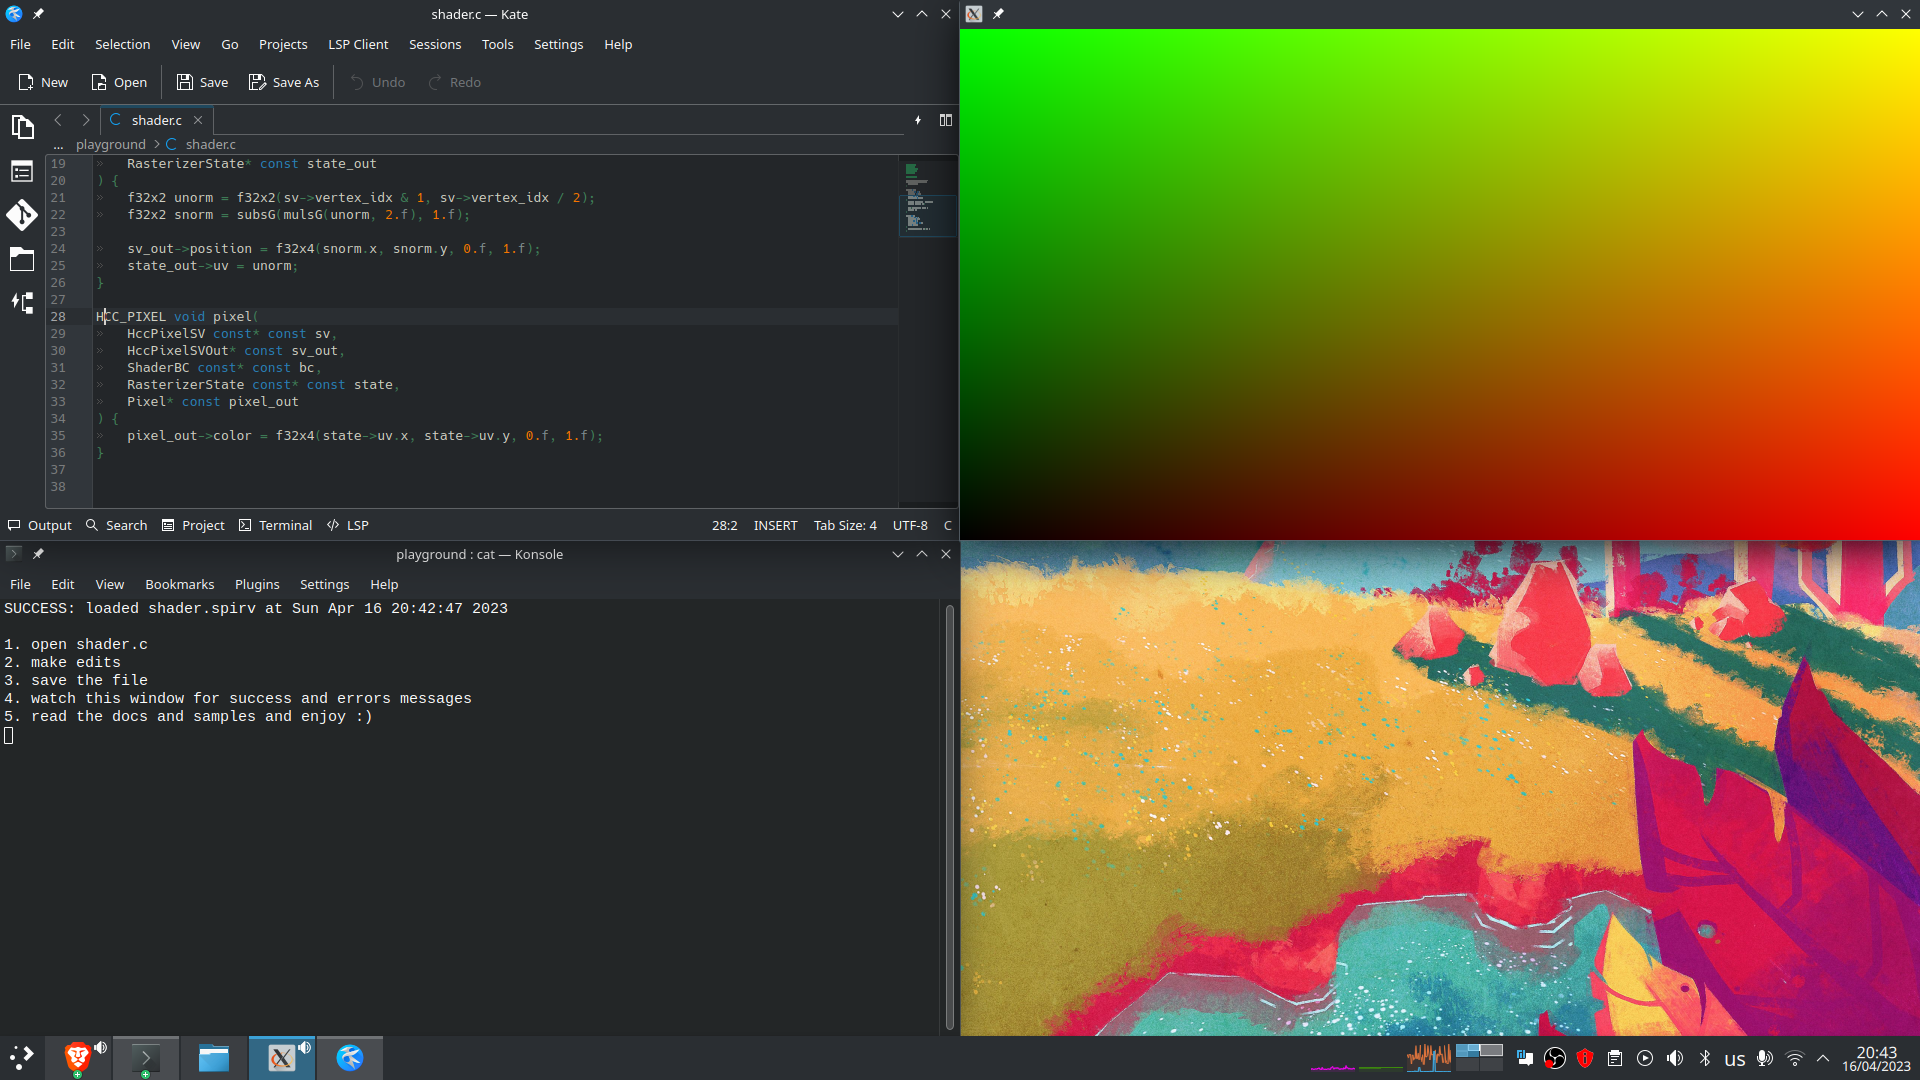 shader.c — Kate
File Edit Selection View Go Projects LSP Client Sessions Tools Settings Help
New Open Save Save As Undo Redo
shader.c
... playground > shader.c
19 » RasterizerState* const state_out
20 ) {
21 » f32x2 unorm = f32x2(sv->vertex_idx & 1, sv->vertex_idx / 2);
22 » f32x2 snorm = subsG(mulsG(unorm, 2.f), 1.f);
23
24 » sv_out->position = f32x4(snorm.x, snorm.y, 0.f, 1.f);
25 » state_out->uv = unorm;
26 }
27
28 HCC_PIXEL void pixel(
29 » HccPixelSV const* const sv,
30 » HccPixelSVOut* const sv_out,
31 » ShaderBC const* const bc,
32 » RasterizerState const* const state,
33 » Pixel* const pixel_out
34 ) {
35 » pixel_out->color = f32x4(state->uv.x, state->uv.y, 0.f, 1.f);
36 }
37
38
Output Search Project Terminal LSP 28:2 INSERT Tab Size: 4 UTF-8 C
playground : cat — Konsole
File Edit View Bookmarks Plugins Settings Help
SUCCESS: loaded shader.spirv at Sun Apr 16 20:42:47 2023
1. open shader.c
2. make edits
3. save the file
4. watch this window for success and errors messages
5. read the docs and samples and enjoy :)
us
20:43
16/04/2023